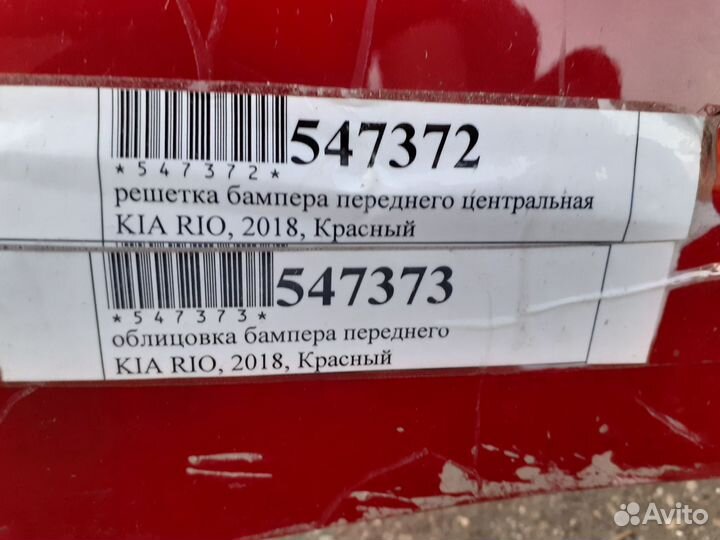 547372
*547372*
решетка бампера переднего центральная
KIA RIO, 2018, Красный
547373
*547373*
облицовка бампера переднего
KIA RIO, 2018, Красный
Avito